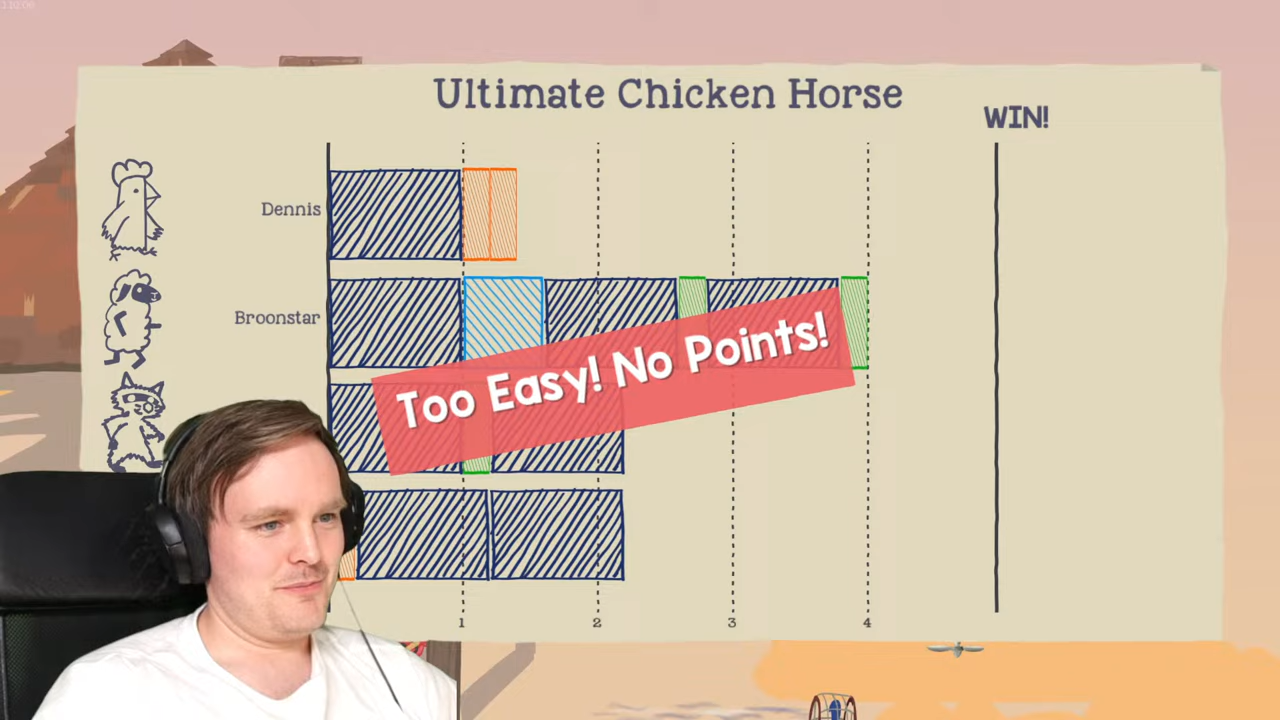 Ultimate Chicken Horse
WIN!
Dennis
Broonstar
Too Easy! No Points!
1 2 3 4